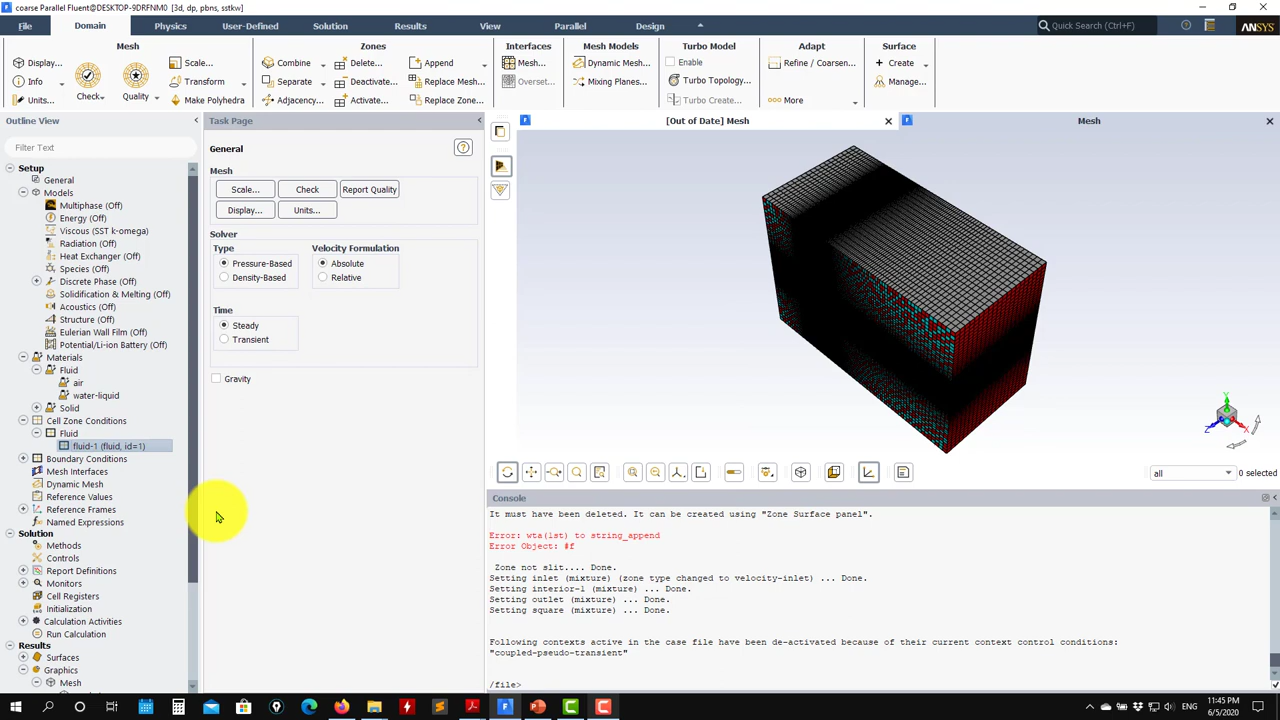 coarse Parallel Fluent@DESKTOP-9DRFNM0 [3d, dp, pbns, sstkw]
File Domain Physics User-Defined Solution Results View Parallel Design Quick Search (Ctrl+F) ANSYS
Mesh Zones Interfaces Mesh Models Turbo Model Adapt Surface
Display... Scale... Combine Delete... Append Mesh... Dynamic Mesh... Enable Refine / Coarsen... Create
Info Check Quality Transform Separate Deactivate... Replace Mesh... Overset... Mixing Planes... Turbo Topology... Manage...
Units... Make Polyhedra Adjacency... Activate... Replace Zone... Turbo Create... More
Outline View
Filter Text
Setup
General
Models
Multiphase (Off)
Energy (Off)
Viscous (SST k-omega)
Radiation (Off)
Heat Exchanger (Off)
Species (Off)
Discrete Phase (Off)
Solidification & Melting (Off)
Acoustics (Off)
Structure (Off)
Eulerian Wall Film (Off)
Potential/Li-ion Battery (Off)
Materials
Fluid
air
water-liquid
Solid
Cell Zone Conditions
Fluid
fluid-1 (fluid, id=1)
Boundary Conditions
Mesh Interfaces
Dynamic Mesh
Reference Values
Reference Frames
Named Expressions
Solution
Methods
Controls
Report Definitions
Monitors
Cell Registers
Initialization
Calculation Activities
Run Calculation
Results
Surfaces
Graphics
Mesh
Task Page
General
Mesh
Scale... Check Report Quality
Display... Units...
Solver
Type Velocity Formulation
Pressure-Based Absolute
Density-Based Relative
Time
Steady
Transient
Gravity
[Out of Date] Mesh
Mesh
Y
Z X
all 0 selected
Console
It must have been deleted. It can be created using "Zone Surface panel".
Error: wta(1st) to string_append
Error Object: #f
Zone not slit.... Done.
Setting inlet (mixture) (zone type changed to velocity-inlet) ... Done.
Setting interior-1 (mixture) ... Done.
Setting outlet (mixture) ... Done.
Setting square (mixture) ... Done.
Following contexts active in the case file have been de-activated because of their current context control conditions:
"coupled-pseudo-transient"
/file>
ENG
11:45 PM
6/5/2020